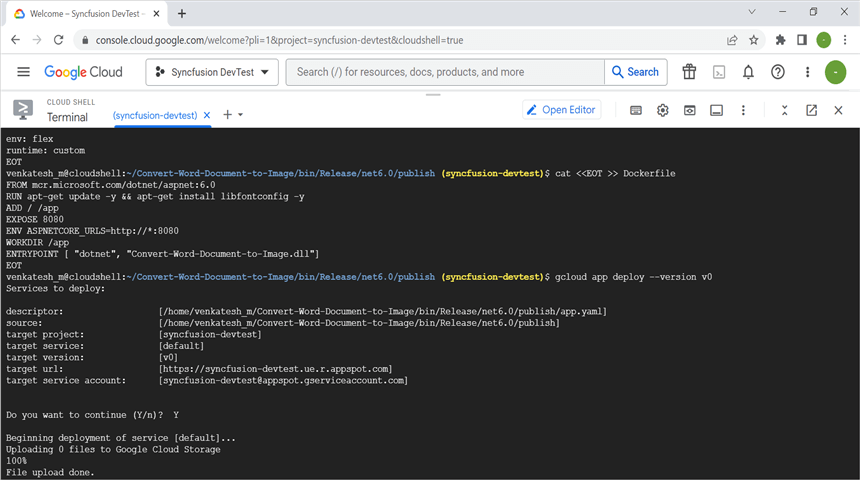 Welcome – Syncfusion DevTest –
console.cloud.google.com/welcome?pli=1&project=syncfusion-devtest&cloudshell=true
Google Cloud
Syncfusion DevTest
Search (/) for resources, docs, products, and more
Search
CLOUD SHELL
Terminal
(syncfusion-devtest)
Open Editor
env: flex
runtime: custom
EOT
venkatesh_m@cloudshell:~/Convert-Word-Document-to-Image/bin/Release/net6.0/publish (syncfusion-devtest)$ cat <<EOT >> Dockerfile
FROM mcr.microsoft.com/dotnet/aspnet:6.0
RUN apt-get update -y && apt-get install libfontconfig -y
ADD / /app
EXPOSE 8080
ENV ASPNETCORE_URLS=http://*:8080
WORKDIR /app
ENTRYPOINT [ "dotnet", "Convert-Word-Document-to-Image.dll"]
EOT
venkatesh_m@cloudshell:~/Convert-Word-Document-to-Image/bin/Release/net6.0/publish (syncfusion-devtest)$ gcloud app deploy --version v0
Services to deploy:
descriptor: [/home/venkatesh_m/Convert-Word-Document-to-Image/bin/Release/net6.0/publish/app.yaml]
source: [/home/venkatesh_m/Convert-Word-Document-to-Image/bin/Release/net6.0/publish]
target project: [syncfusion-devtest]
target service: [default]
target version: [v0]
target url: [https://syncfusion-devtest.ue.r.appspot.com]
target service account: [syncfusion-devtest@appspot.gserviceaccount.com]
Do you want to continue (Y/n)? Y
Beginning deployment of service [default]...
Uploading 0 files to Google Cloud Storage
100%
File upload done.